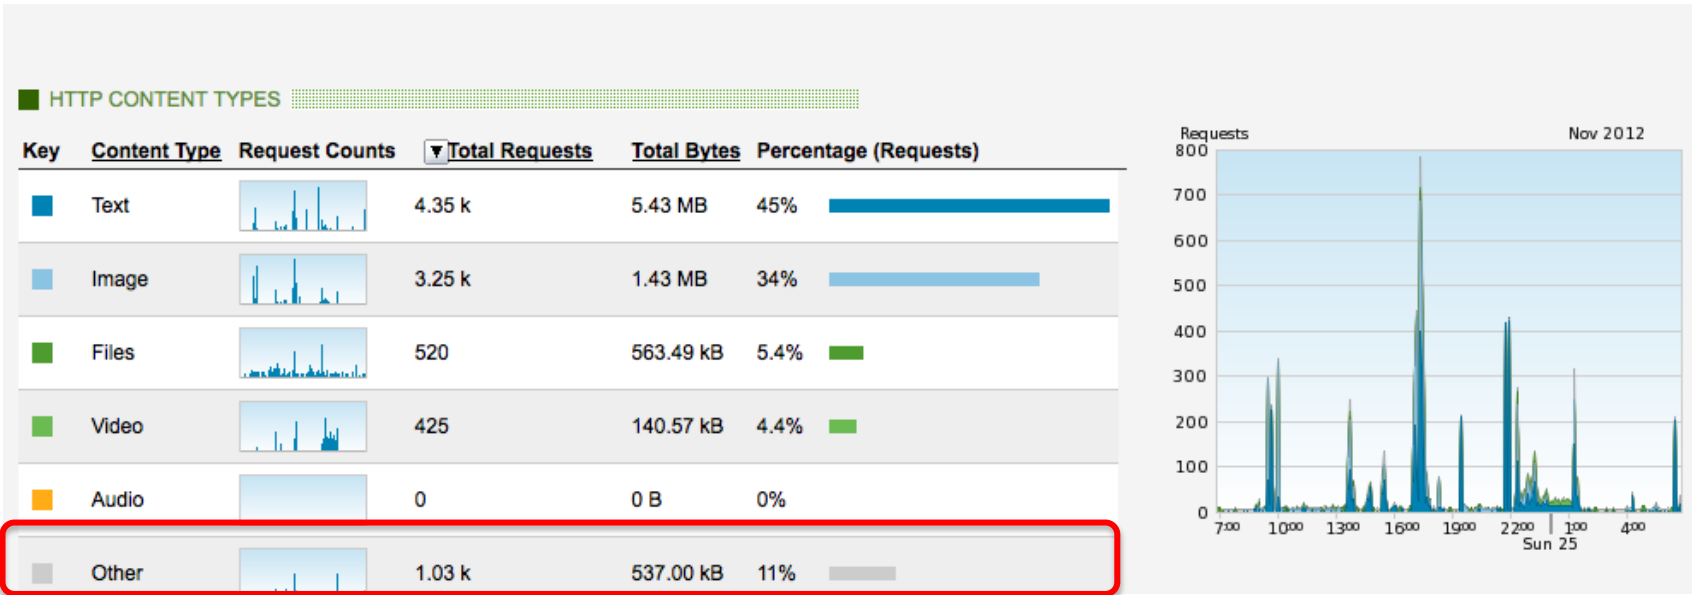 HTTP CONTENT TYPES
Key Content Type Request Counts Total Requests Total Bytes Percentage (Requests)
Text 4.35 k 5.43 MB 45%
Image 3.25 k 1.43 MB 34%
Files 520 563.49 kB 5.4%
Video 425 140.57 kB 4.4%
Audio 0 0 B 0%
Other 1.03 k 537.00 kB 11%
Requests Nov 2012
800
700
600
500
400
300
200
100
0
7:00 10:00 13:00 16:00 19:00 22:00 1:00 4:00
Sun 25